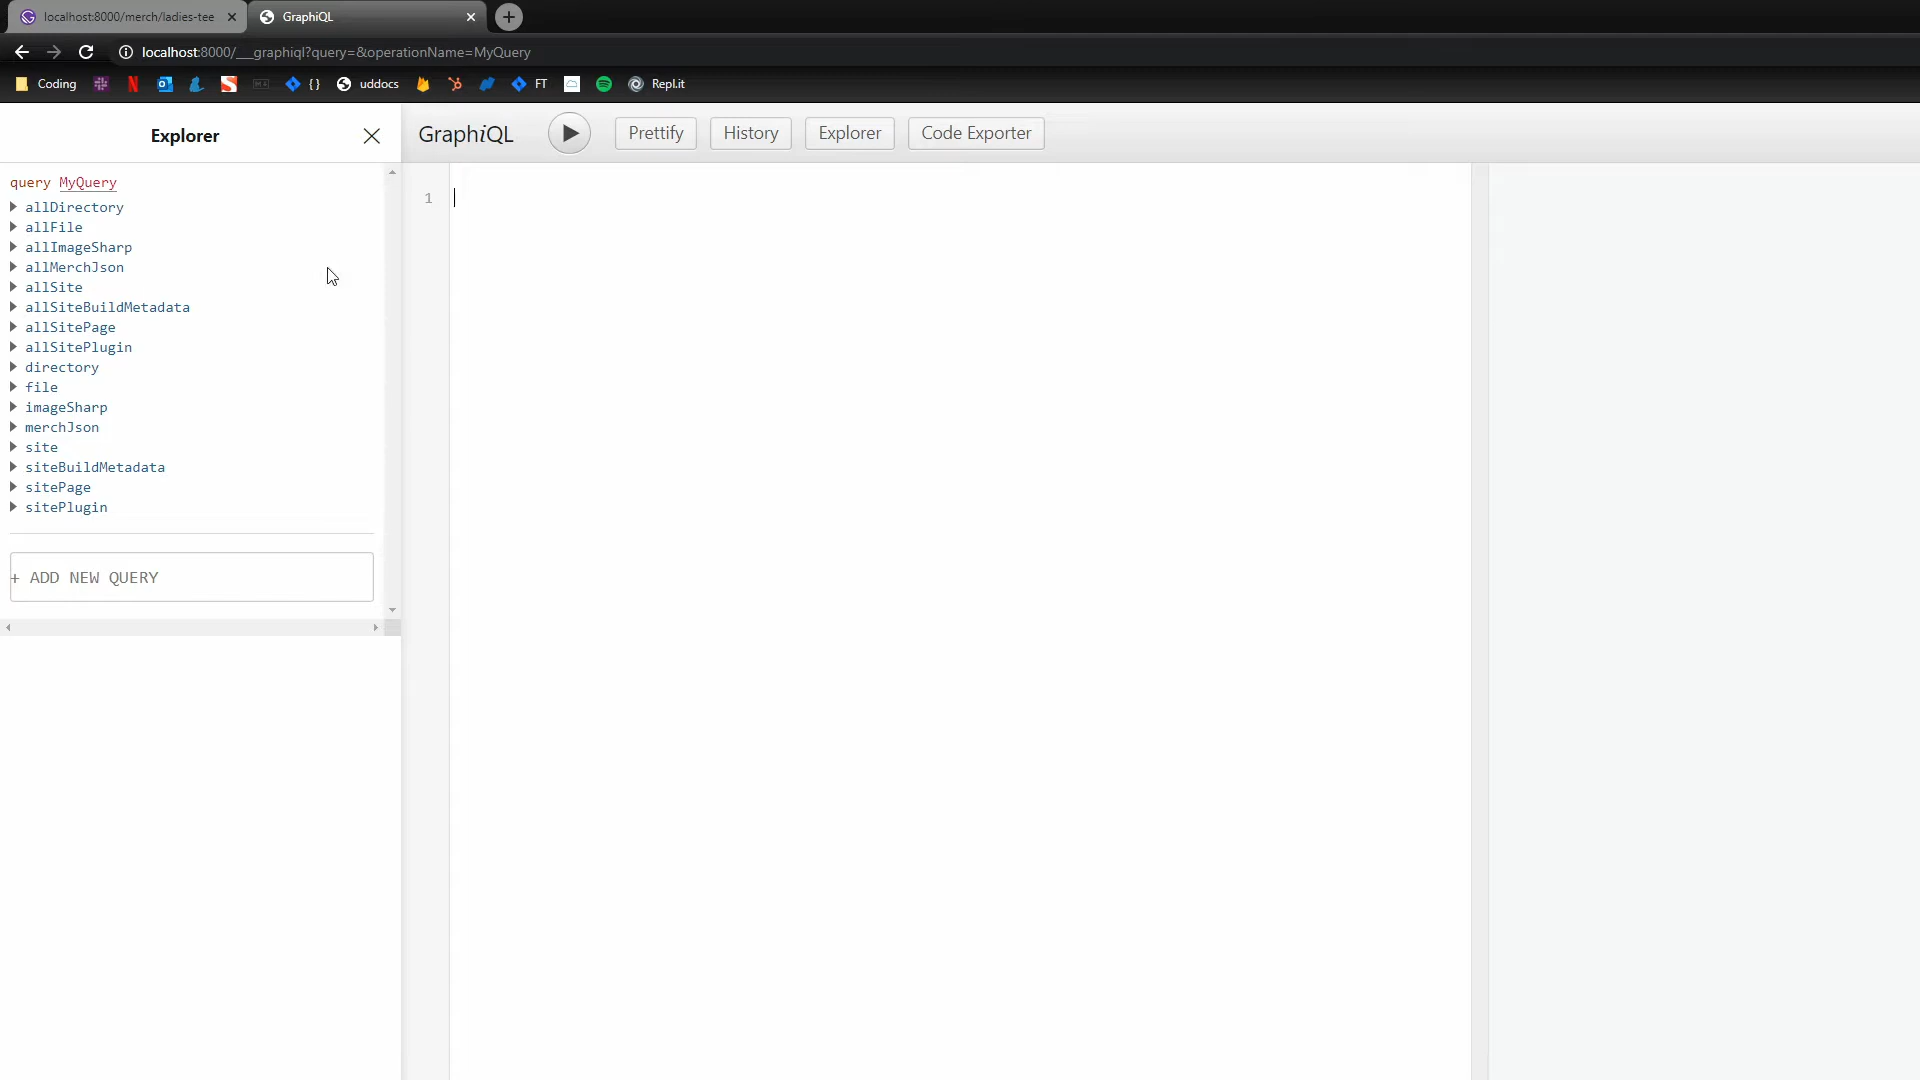 localhost:8000/merch/ladies-tee
GraphiQL
localhost:8000/___graphiql?query=&operationName=MyQuery
Coding
{ }
uddocs
FT
Repl.it
Explorer
GraphiQL
Prettify
History
Explorer
Code Exporter
query MyQuery
allDirectory
allFile
allImageSharp
allMerchJson
allSite
allSiteBuildMetadata
allSitePage
allSitePlugin
directory
file
imageSharp
merchJson
site
siteBuildMetadata
sitePage
sitePlugin
+ ADD NEW QUERY
1